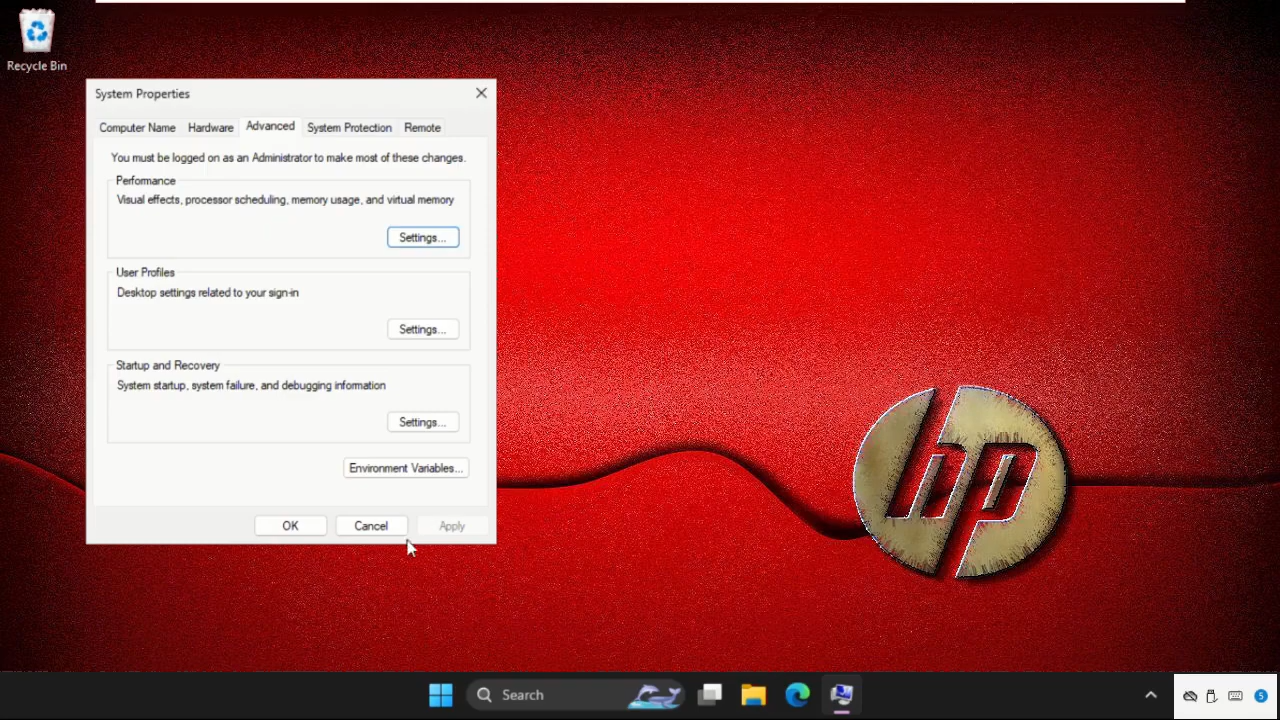 Recycle Bin
System Properties
Computer Name Hardware Advanced System Protection Remote
You must be logged on as an Administrator to make most of these changes.
Performance
Visual effects, processor scheduling, memory usage, and virtual memory
Settings...
User Profiles
Desktop settings related to your sign-in
Settings...
Startup and Recovery
System startup, system failure, and debugging information
Settings...
Environment Variables...
OK Cancel Apply
hp
Search
5